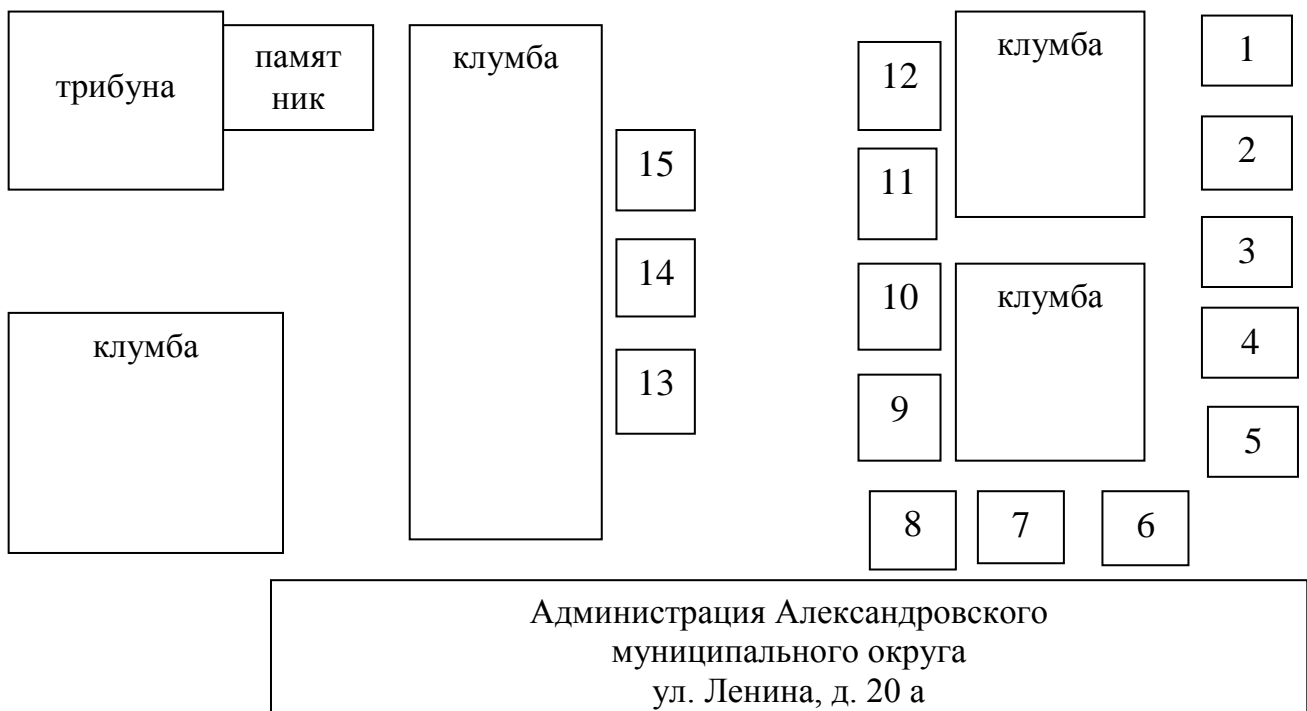 трибуна
памят
ник
клумба
клумба
1
12
2
15
11
3
14
10
клумба
4
клумба
13
9
5
8
7
6
Администрация Александровского
муниципального округа
ул. Ленина, д. 20 а